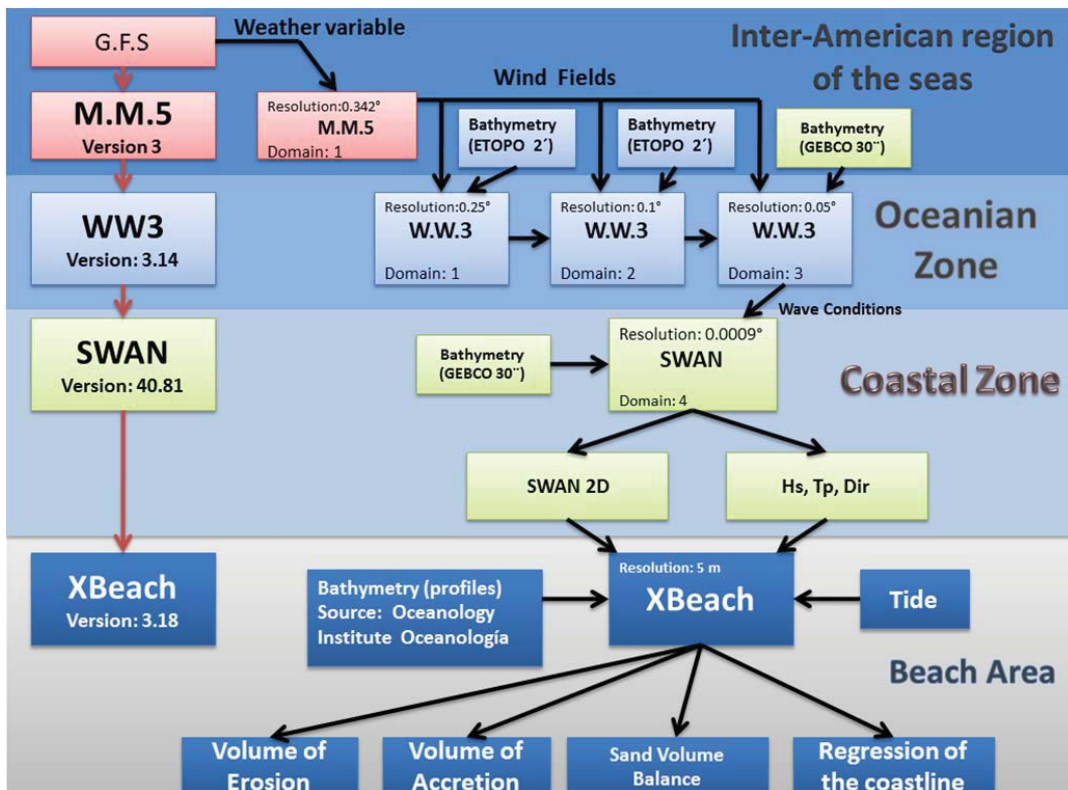 G.F.S
Weather variable
Inter-American region
of the seas
M.M.5
Version 3
Resolution:0.342°
M.M.5
Domain: 1
Wind Fields
Bathymetry
(ETOPO 2´)
Bathymetry
(ETOPO 2´)
Bathymetry
(GEBCO 30¨)
WW3
Version: 3.14
Resolution:0.25°
W.W.3
Domain: 1
Resolution:0.1°
W.W.3
Domain: 2
Resolution:0.05°
W.W.3
Domain: 3
Oceanian
Zone
Wave Conditions
SWAN
Version: 40.81
Bathymetry
(GEBCO 30¨)
Resolution: 0.0009°
SWAN
Domain: 4
Coastal Zone
SWAN 2D
Hs, Tp, Dir
XBeach
Version: 3.18
Bathymetry (profiles)
Source: Oceanology
Institute Oceanología
Resolution: 5 m
XBeach
Tide
Beach Area
Volume of
Erosion
Volume of
Accretion
Sand Volume
Balance
Regression of
the coastline